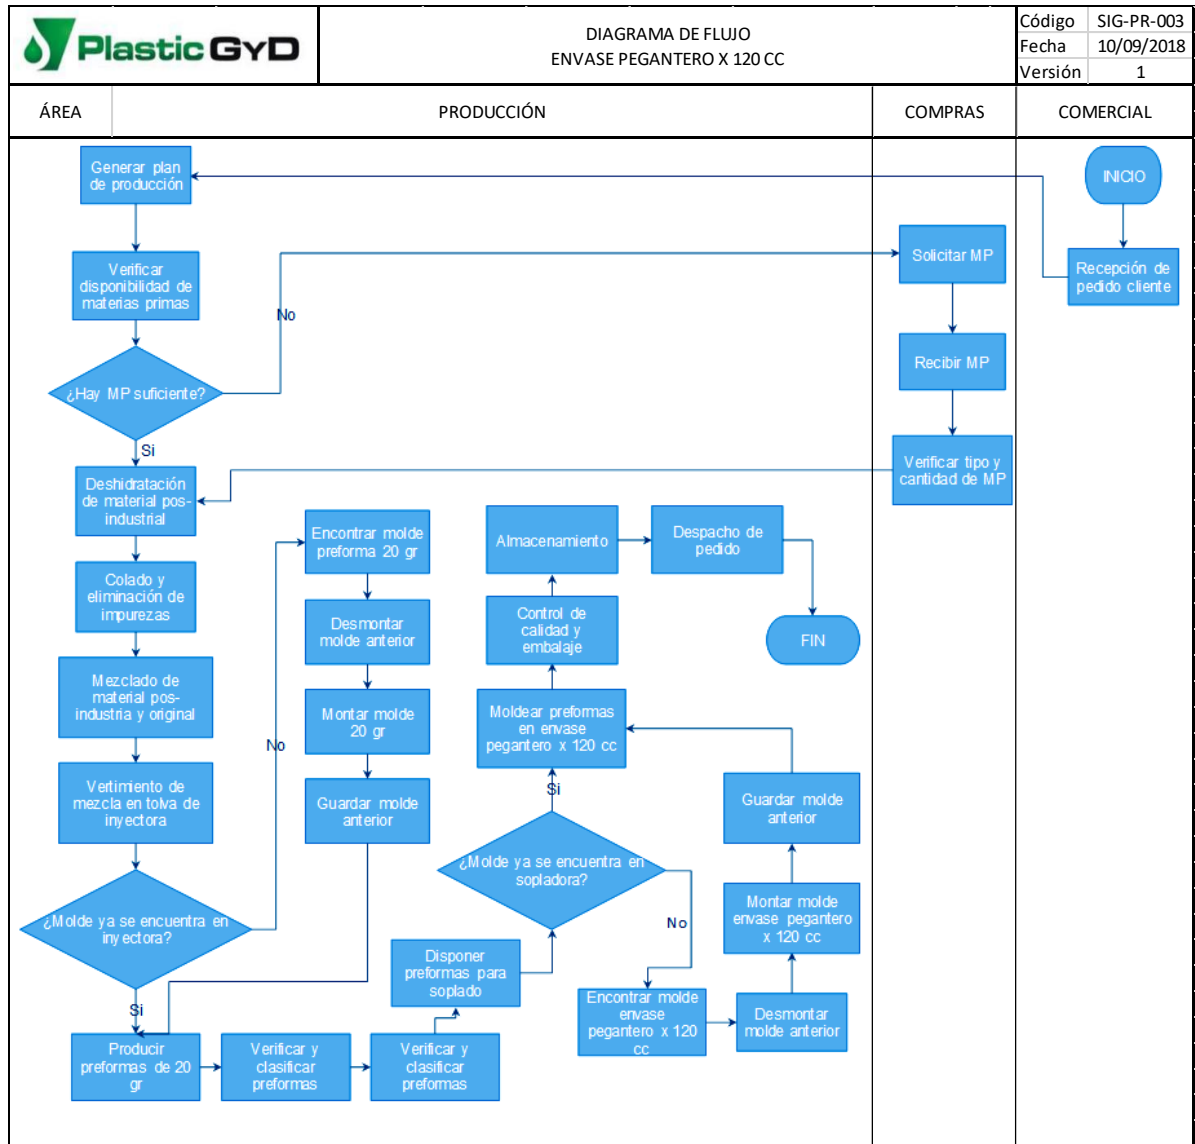 Plastic GYD
DIAGRAMA DE FLUJO
ENVASE PEGANTERO X 120 CC
Código SIG-PR-003
Fecha 10/09/2018
Versión 1
ÁREA
PRODUCCIÓN
COMPRAS
COMERCIAL
Generar plan
de producción
INICIO
Verificar
disponibilidad de
materias primas
Solicitar MP
Recepción de
pedido cliente
No
Recibir MP
¿Hay MP suficiente?
Si
Verificar tipo y
cantidad de MP
Deshidratación
de material pos-
industrial
Encontrar molde
preforma 20 gr
Almacenamiento
Despacho de
pedido
Colado y
eliminación de
impurezas
Desmontar
molde anterior
Control de
calidad y
embalaje
FIN
Mezclado de
material pos-
industria y original
Montar molde
20 gr
Moldear preformas
en envase
pegantero x 120 cc
No
Vertimiento de
mezcla en tolva de
inyectora
Guardar molde
anterior
Si
Guardar molde
anterior
¿Molde ya se encuentra en
sopladora?
¿Molde ya se encuentra en
inyectora?
No
Montar molde
envase pegantero
x 120 cc
Disponer
preformas para
soplado
Si
Encontrar molde
envase
pegantero x 120
cc
Desmontar
molde anterior
Producir
preformas de 20
gr
Verificar y
clasificar
preformas
Verificar y
clasificar
preformas